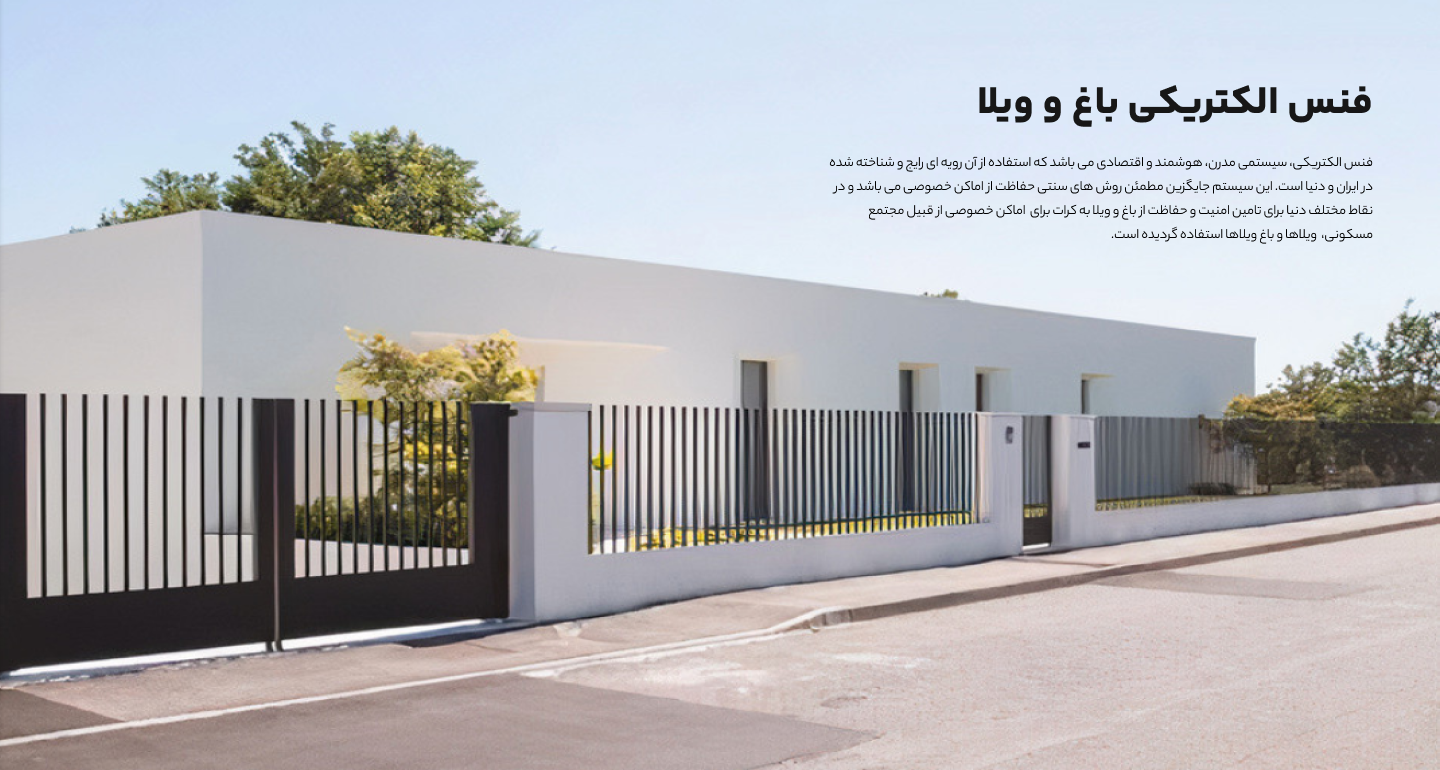 فنس الکتریکی باغ و ویلا
فنس الکتریکی، سیستمی مدرن، هوشمند و اقتصادی می باشد که استفاده از آن رویه ای رایج و شناخته شده
در ایران و دنیا است. این سیستم جایگزین مطمئن روش های سنتی حفاظت از اماکن خصوصی می باشد و در
نقاط مختلف دنیا برای تامین امنیت و حفاظت از باغ و ویلا به کرات برای اماکن خصوصی از قبیل مجتمع
مسکونی، ویلاها و باغ ویلاها استفاده گردیده است.